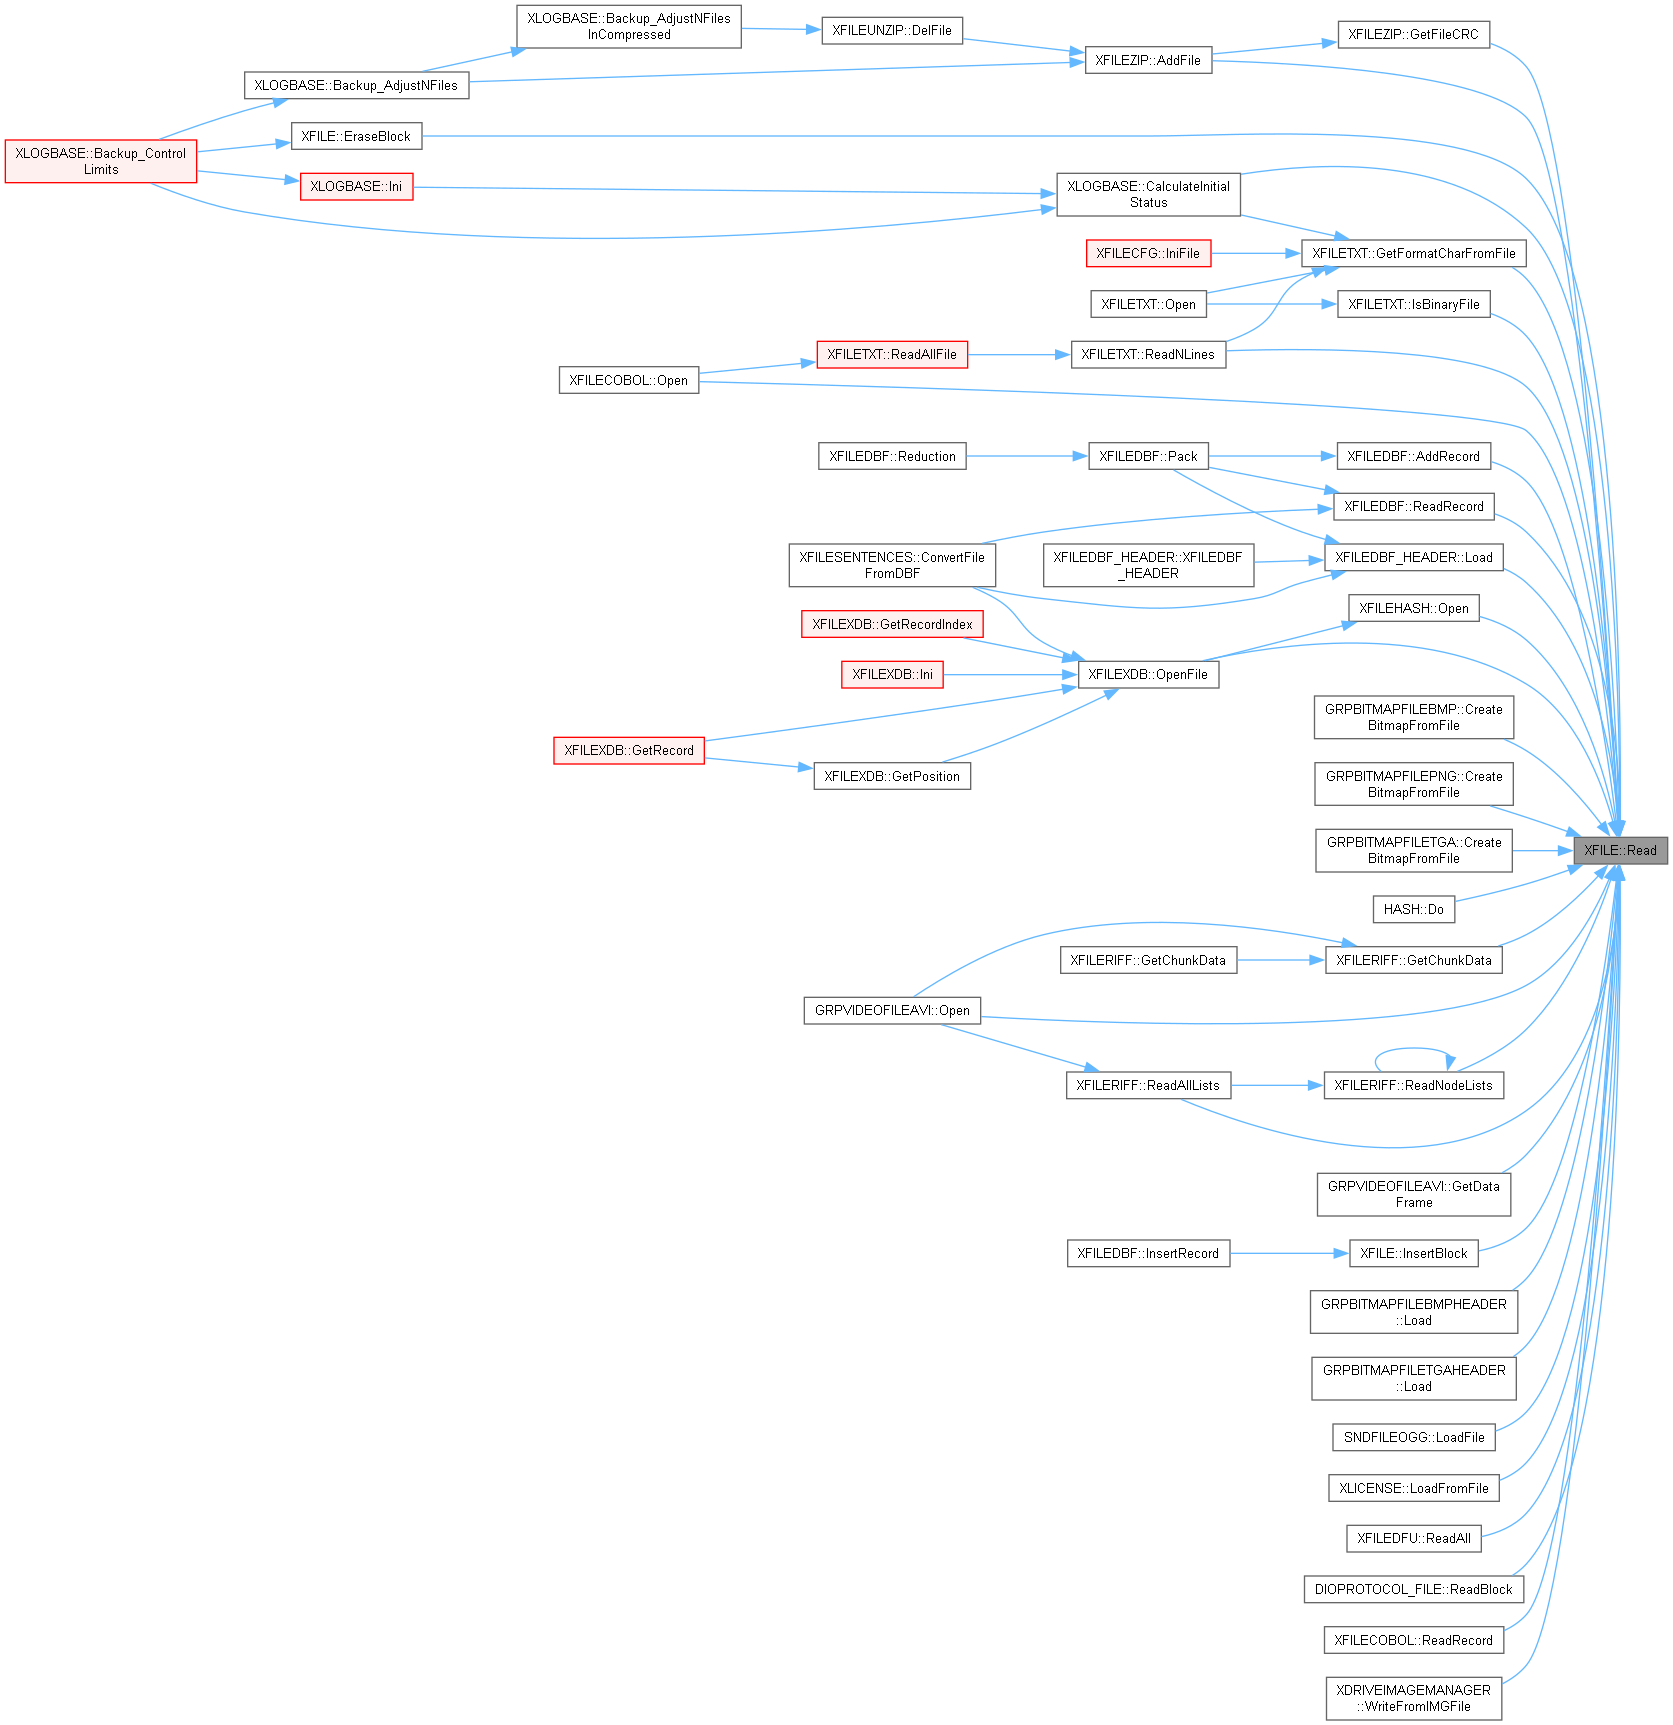 XLOGBASE::Backup_AdjustNFiles
InCompressed
XFILEUNZIP::DelFile
XFILEZIP::GetFileCRC
XFILEZIP::AddFile
XLOGBASE::Backup_AdjustNFiles
XFILE::EraseBlock
XLOGBASE::Backup_Control
Limits
XLOGBASE::Ini
XLOGBASE::CalculateInitial
Status
XFILECFG::IniFile
XFILETXT::GetFormatCharFromFile
XFILETXT::Open
XFILETXT::IsBinaryFile
XFILETXT::ReadAllFile
XFILETXT::ReadNLines
XFILECOBOL::Open
XFILEDBF::Reduction
XFILEDBF::Pack
XFILEDBF::AddRecord
XFILEDBF::ReadRecord
XFILESENTENCES::ConvertFile
FromDBF
XFILEDBF_HEADER::XFILEDBF
_HEADER
XFILEDBF_HEADER::Load
XFILEHASH::Open
XFILEXDB::GetRecordIndex
XFILEXDB::Ini
XFILEXDB::OpenFile
GRPBITMAPFILEBMP::Create
BitmapFromFile
XFILEXDB::GetRecord
XFILEXDB::GetPosition
GRPBITMAPFILEPNG::Create
BitmapFromFile
GRPBITMAPFILETGA::Create
BitmapFromFile
XFILE::Read
HASH::Do
XFILERIFF::GetChunkData
XFILERIFF::GetChunkData
GRPVIDEOFILEAVI::Open
XFILERIFF::ReadAllLists
XFILERIFF::ReadNodeLists
GRPVIDEOFILEAVI::GetData
Frame
XFILEDBF::InsertRecord
XFILE::InsertBlock
GRPBITMAPFILEBMPHEADER
::Load
GRPBITMAPFILETGAHEADER
::Load
SNDFILEOGG::LoadFile
XLICENSE::LoadFromFile
XFILEDFU::ReadAll
DIOPROTOCOL_FILE::ReadBlock
XFILECOBOL::ReadRecord
XDRIVEIMAGEMANAGER
::WriteFromIMGFile